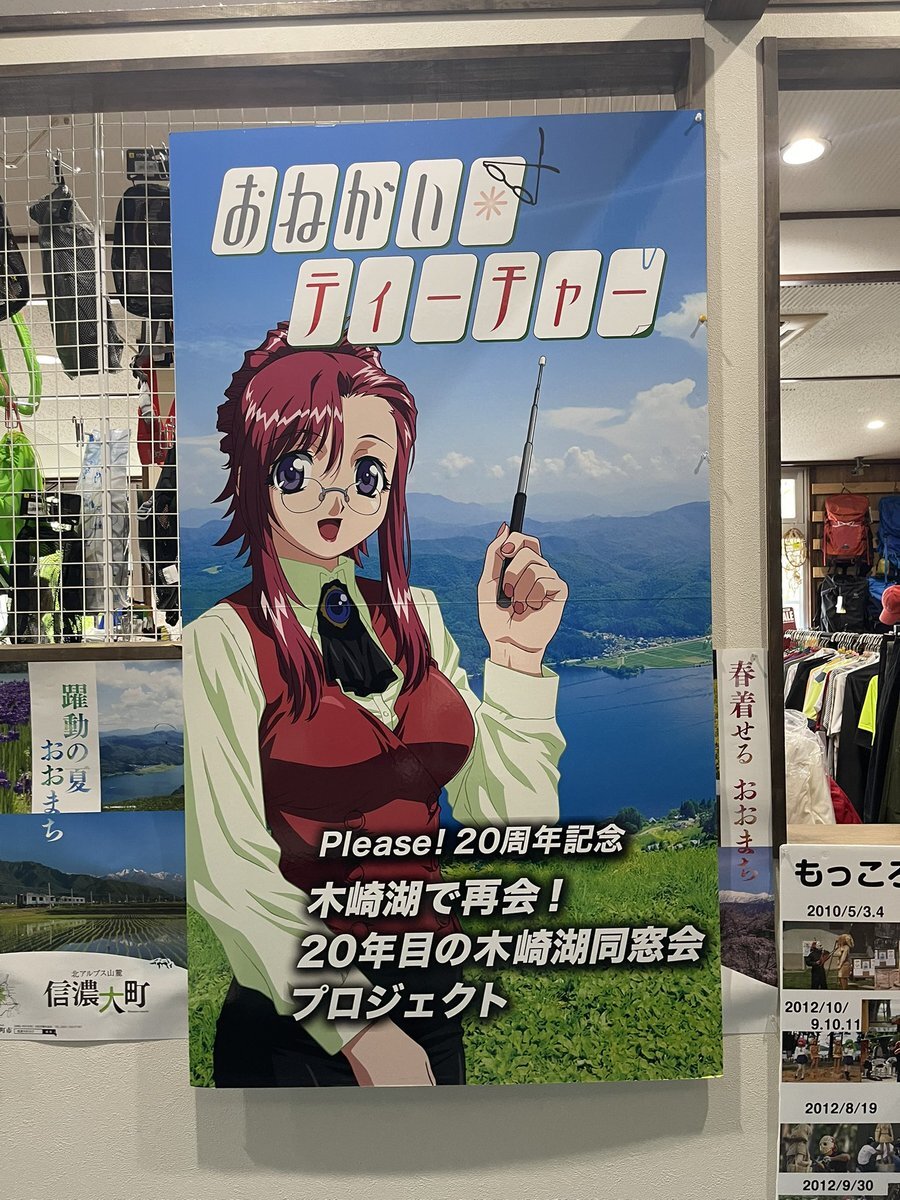 おねがい*
ティーチャー
Please! 20周年記念
木崎湖で再会！
20年目の木崎湖同窓会
プロジェクト
躍動の夏
おおまち
北アルプス山麓
信濃大町
春着せる おおまち
もっころ
2010/5/3.4
2012/10/
9.10.11
2012/8/19
2012/9/30